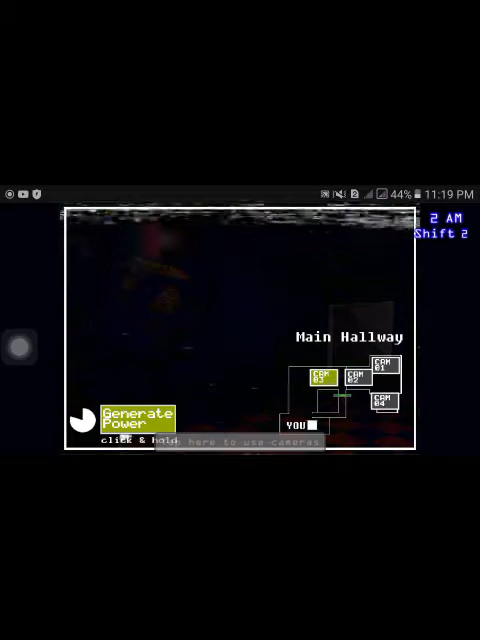 44% 11:19 PM
2 AM
Shift 2
Main Hallway
CAM 01
CAM 03
CAM 02
CAM 04
Generate
Power
YOU
click & hold
here to use cameras